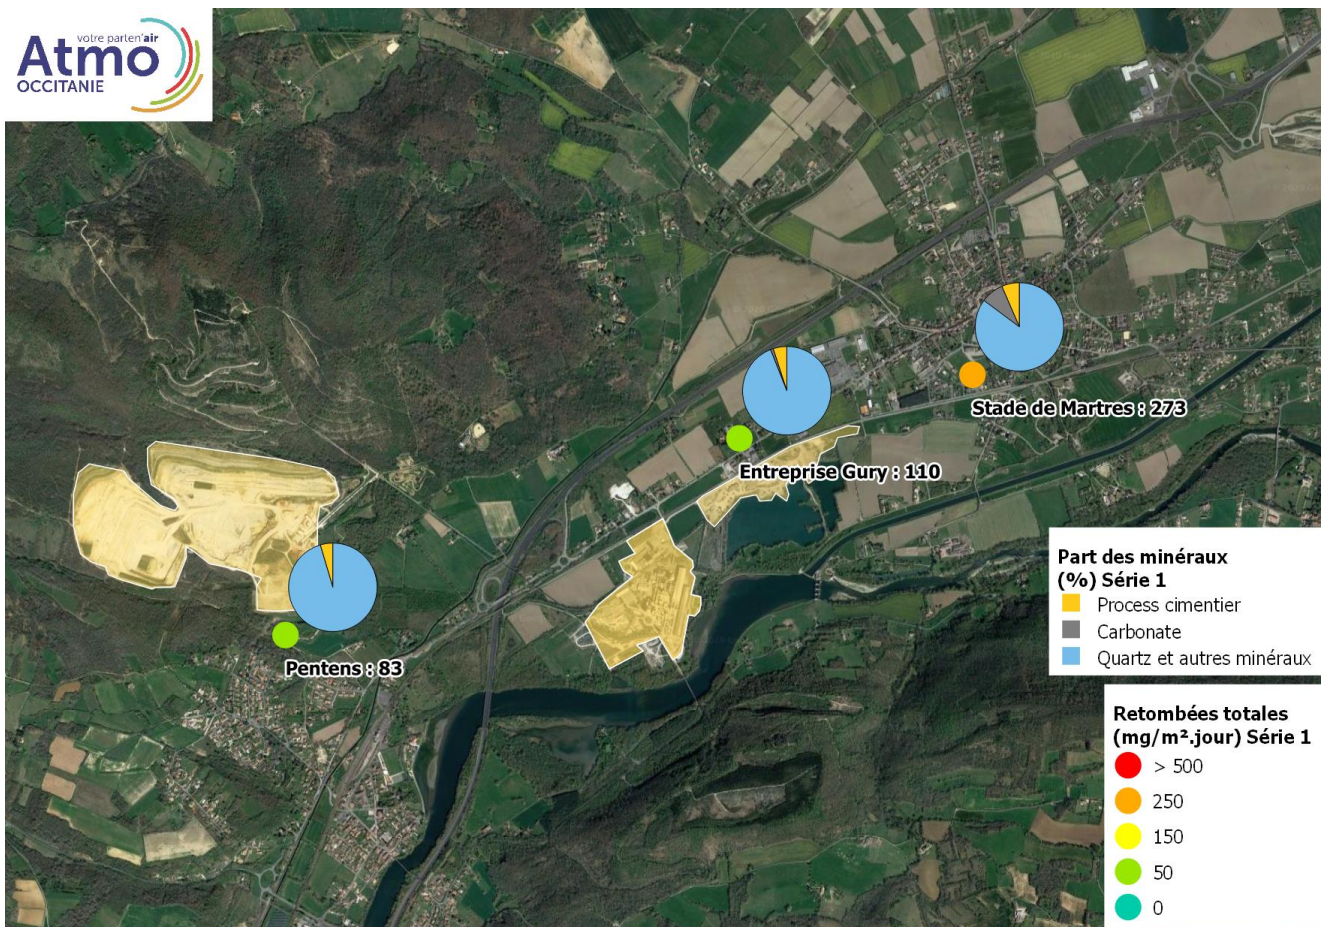 votre parten'air
Atmo
OCCITANIE
Stade de Martres : 273
Entreprise Gury : 110
Pentens : 83
Part des minéraux
(%) Série 1
Process cimentier
Carbonate
Quartz et autres minéraux
Retombées totales
(mg/m².jour) Série 1
> 500
250
150
50
0